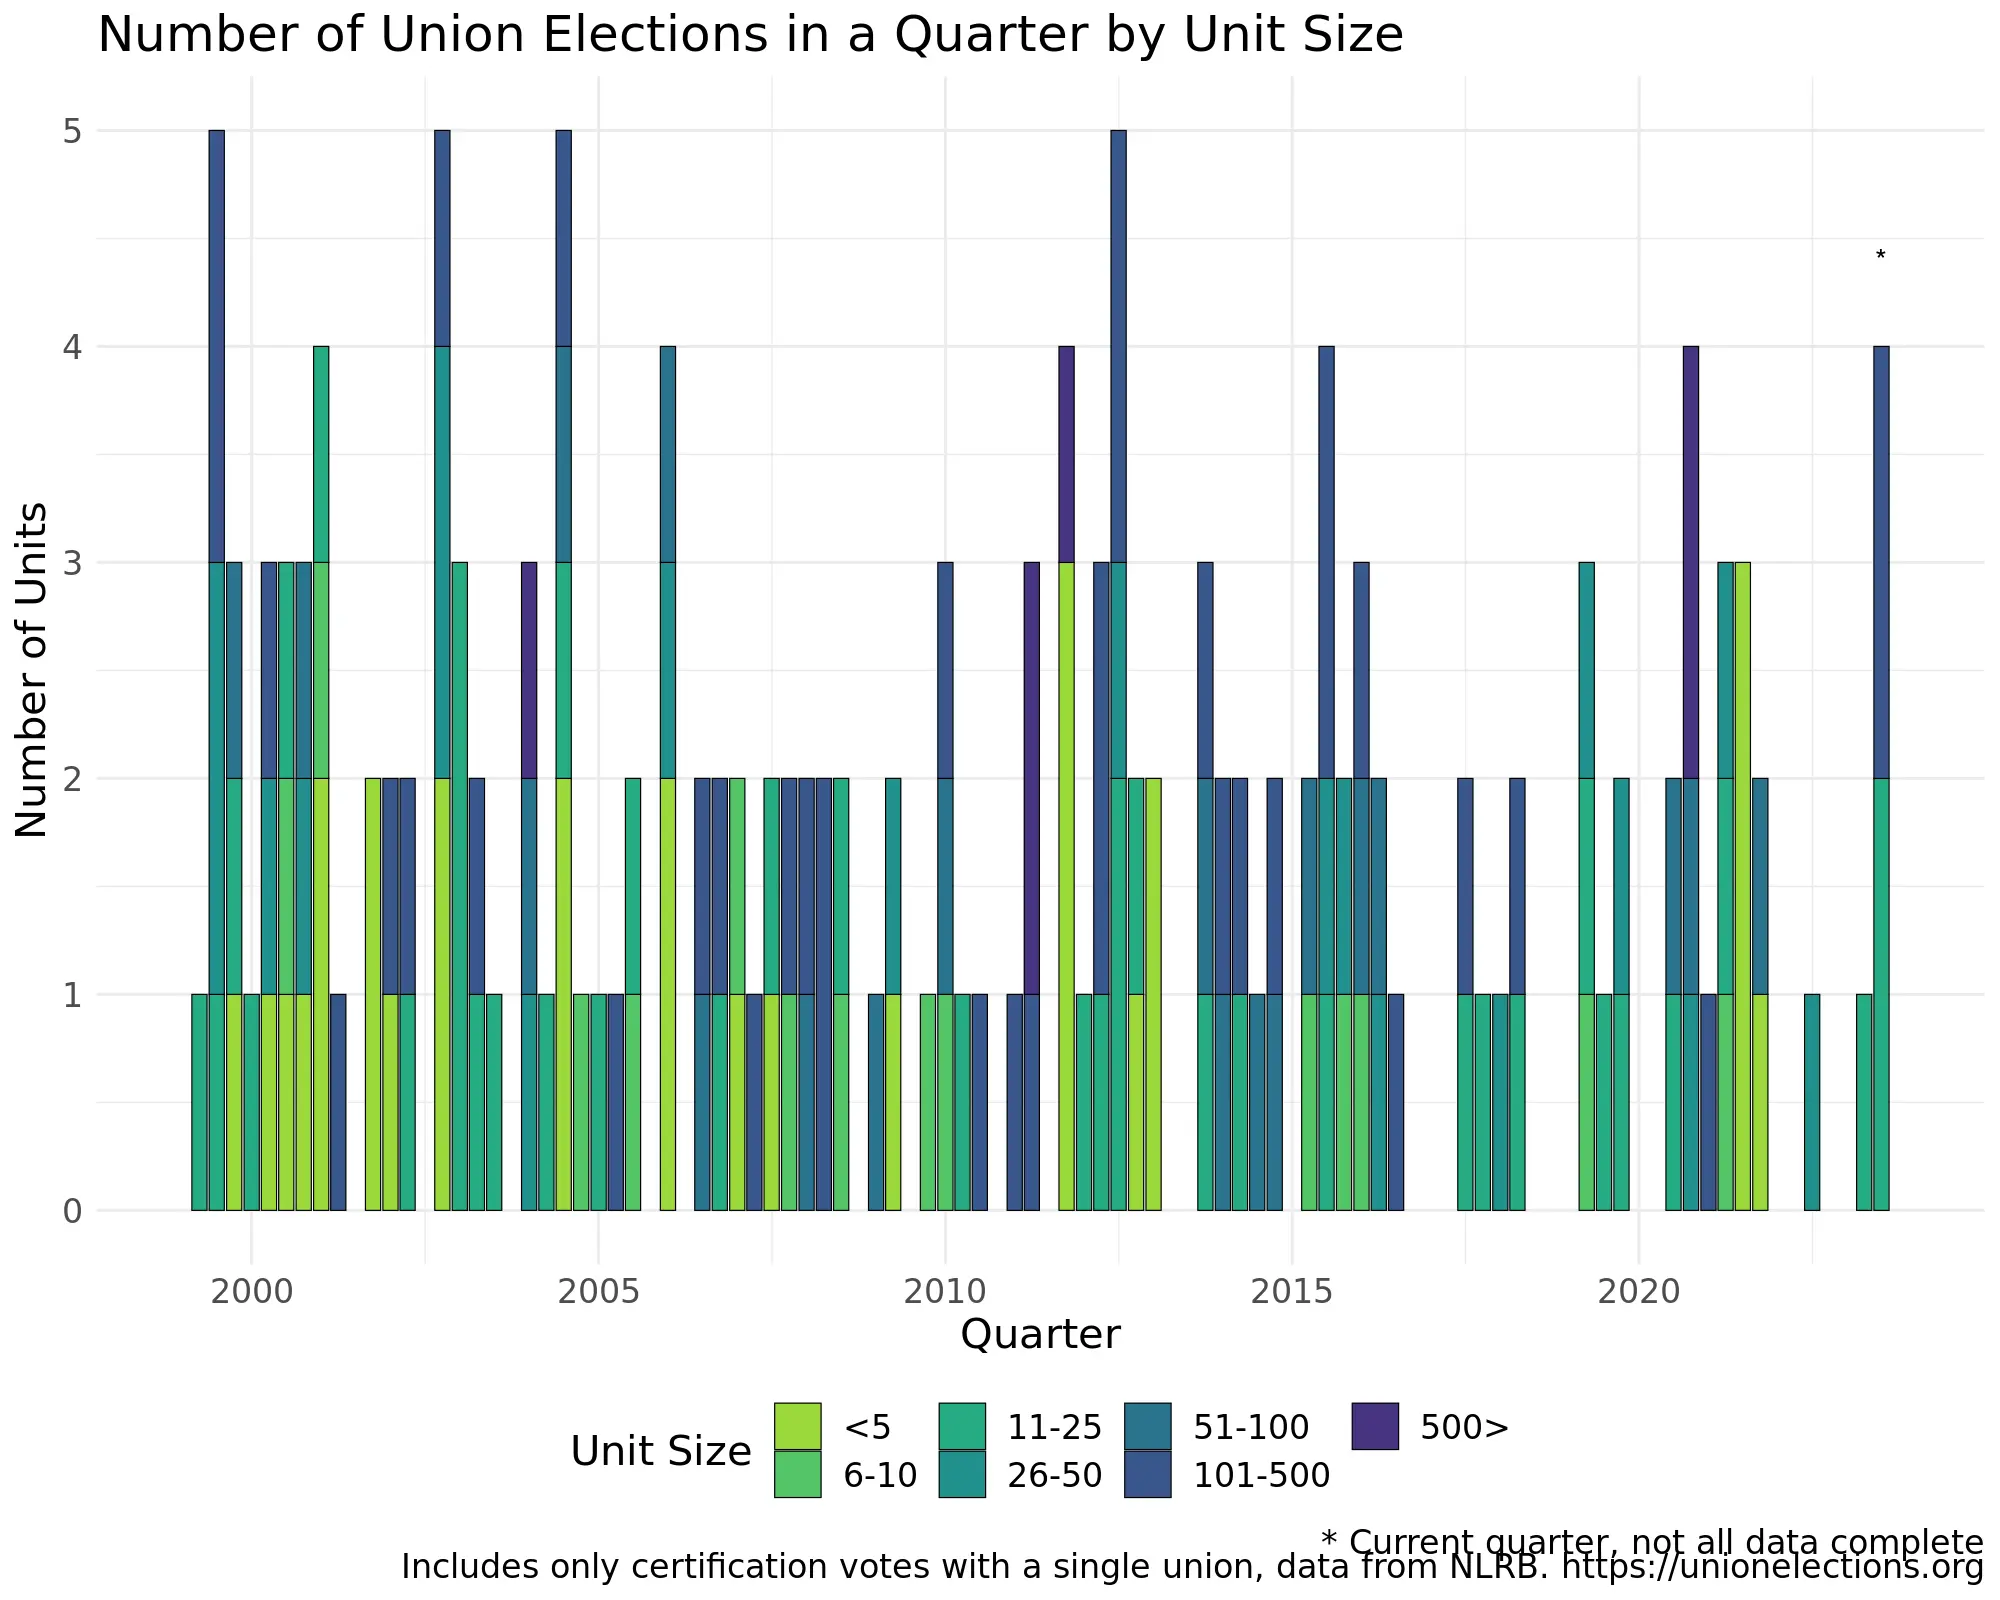 Number of Union Elections in a Quarter by Unit Size
5
*
4
3
2
1
0
Number of Units
2000 2005 2010 2015 2020
Quarter
Unit Size
<5 11-25 51-100 500>
6-10 26-50 101-500
* Current quarter, not all data complete
Includes only certification votes with a single union, data from NLRB. https://unionelections.org